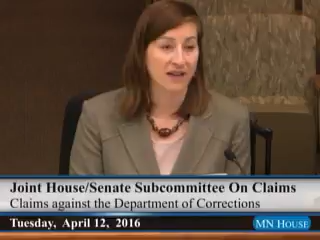 Joint House/Senate Subcommittee On Claims
Claims against the Department of Corrections
Tuesday, April 12, 2016
MN HOUSE